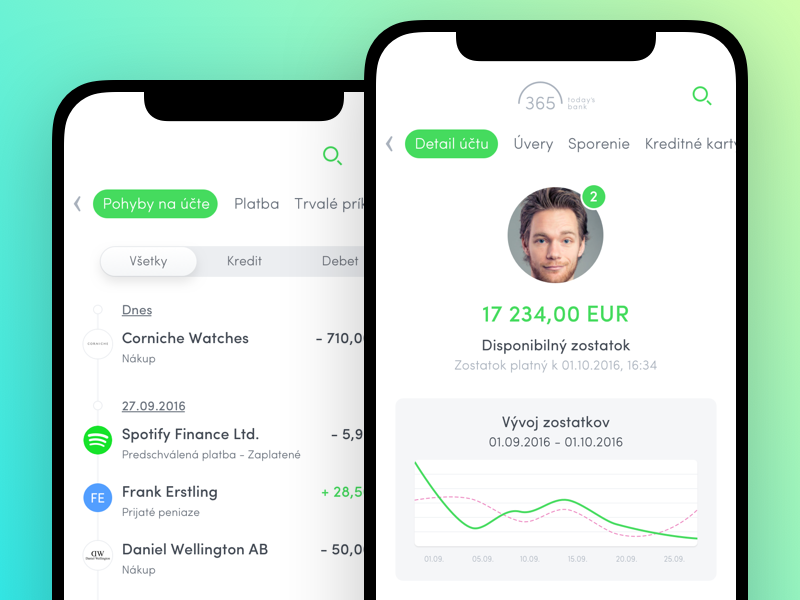 Pohyby na účte
Platba
Trvalé prík
Všetky
Kredit
Debet
Dnes
CORNICHE
Corniche Watches
- 710,0
Nákup
27.09.2016
Spotify Finance Ltd.
- 5,9
Predschválená platba - Zaplatené
FE
Frank Erstling
+ 28,5
Prijaté peniaze
DW
Daniel Wellington
Daniel Wellington AB
- 50,0
Nákup
365
today's
bank
Detail účtu
Úvery
Sporenie
Kreditné karty
2
17 234,00 EUR
Disponibilný zostatok
Zostatok platný k 01.10.2016, 16:34
Vývoj zostatkov
01.09.2016 - 01.10.2016
01.09.
05.09.
10.09.
15.09.
20.09.
25.09.